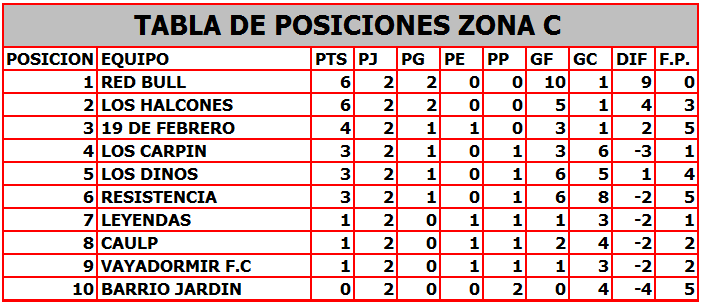 TABLA DE POSICIONES ZONA C
POSICION EQUIPO PTS PJ PG PE PP GF GC DIF F.P.
1 RED BULL 6 2 2 0 0 10 1 9 0
2 LOS HALCONES 6 2 2 0 0 5 1 4 3
3 19 DE FEBRERO 4 2 1 1 0 3 1 2 5
4 LOS CARPIN 3 2 1 0 1 3 6 -3 1
5 LOS DINOS 3 2 1 0 1 6 5 1 4
6 RESISTENCIA 3 2 1 0 1 6 8 -2 5
7 LEYENDAS 1 2 0 1 1 1 3 -2 1
8 CAULP 1 2 0 1 1 2 4 -2 2
9 VAYADORMIR F.C 1 2 0 1 1 1 3 -2 2
10 BARRIO JARDIN 0 2 0 0 2 0 4 -4 5